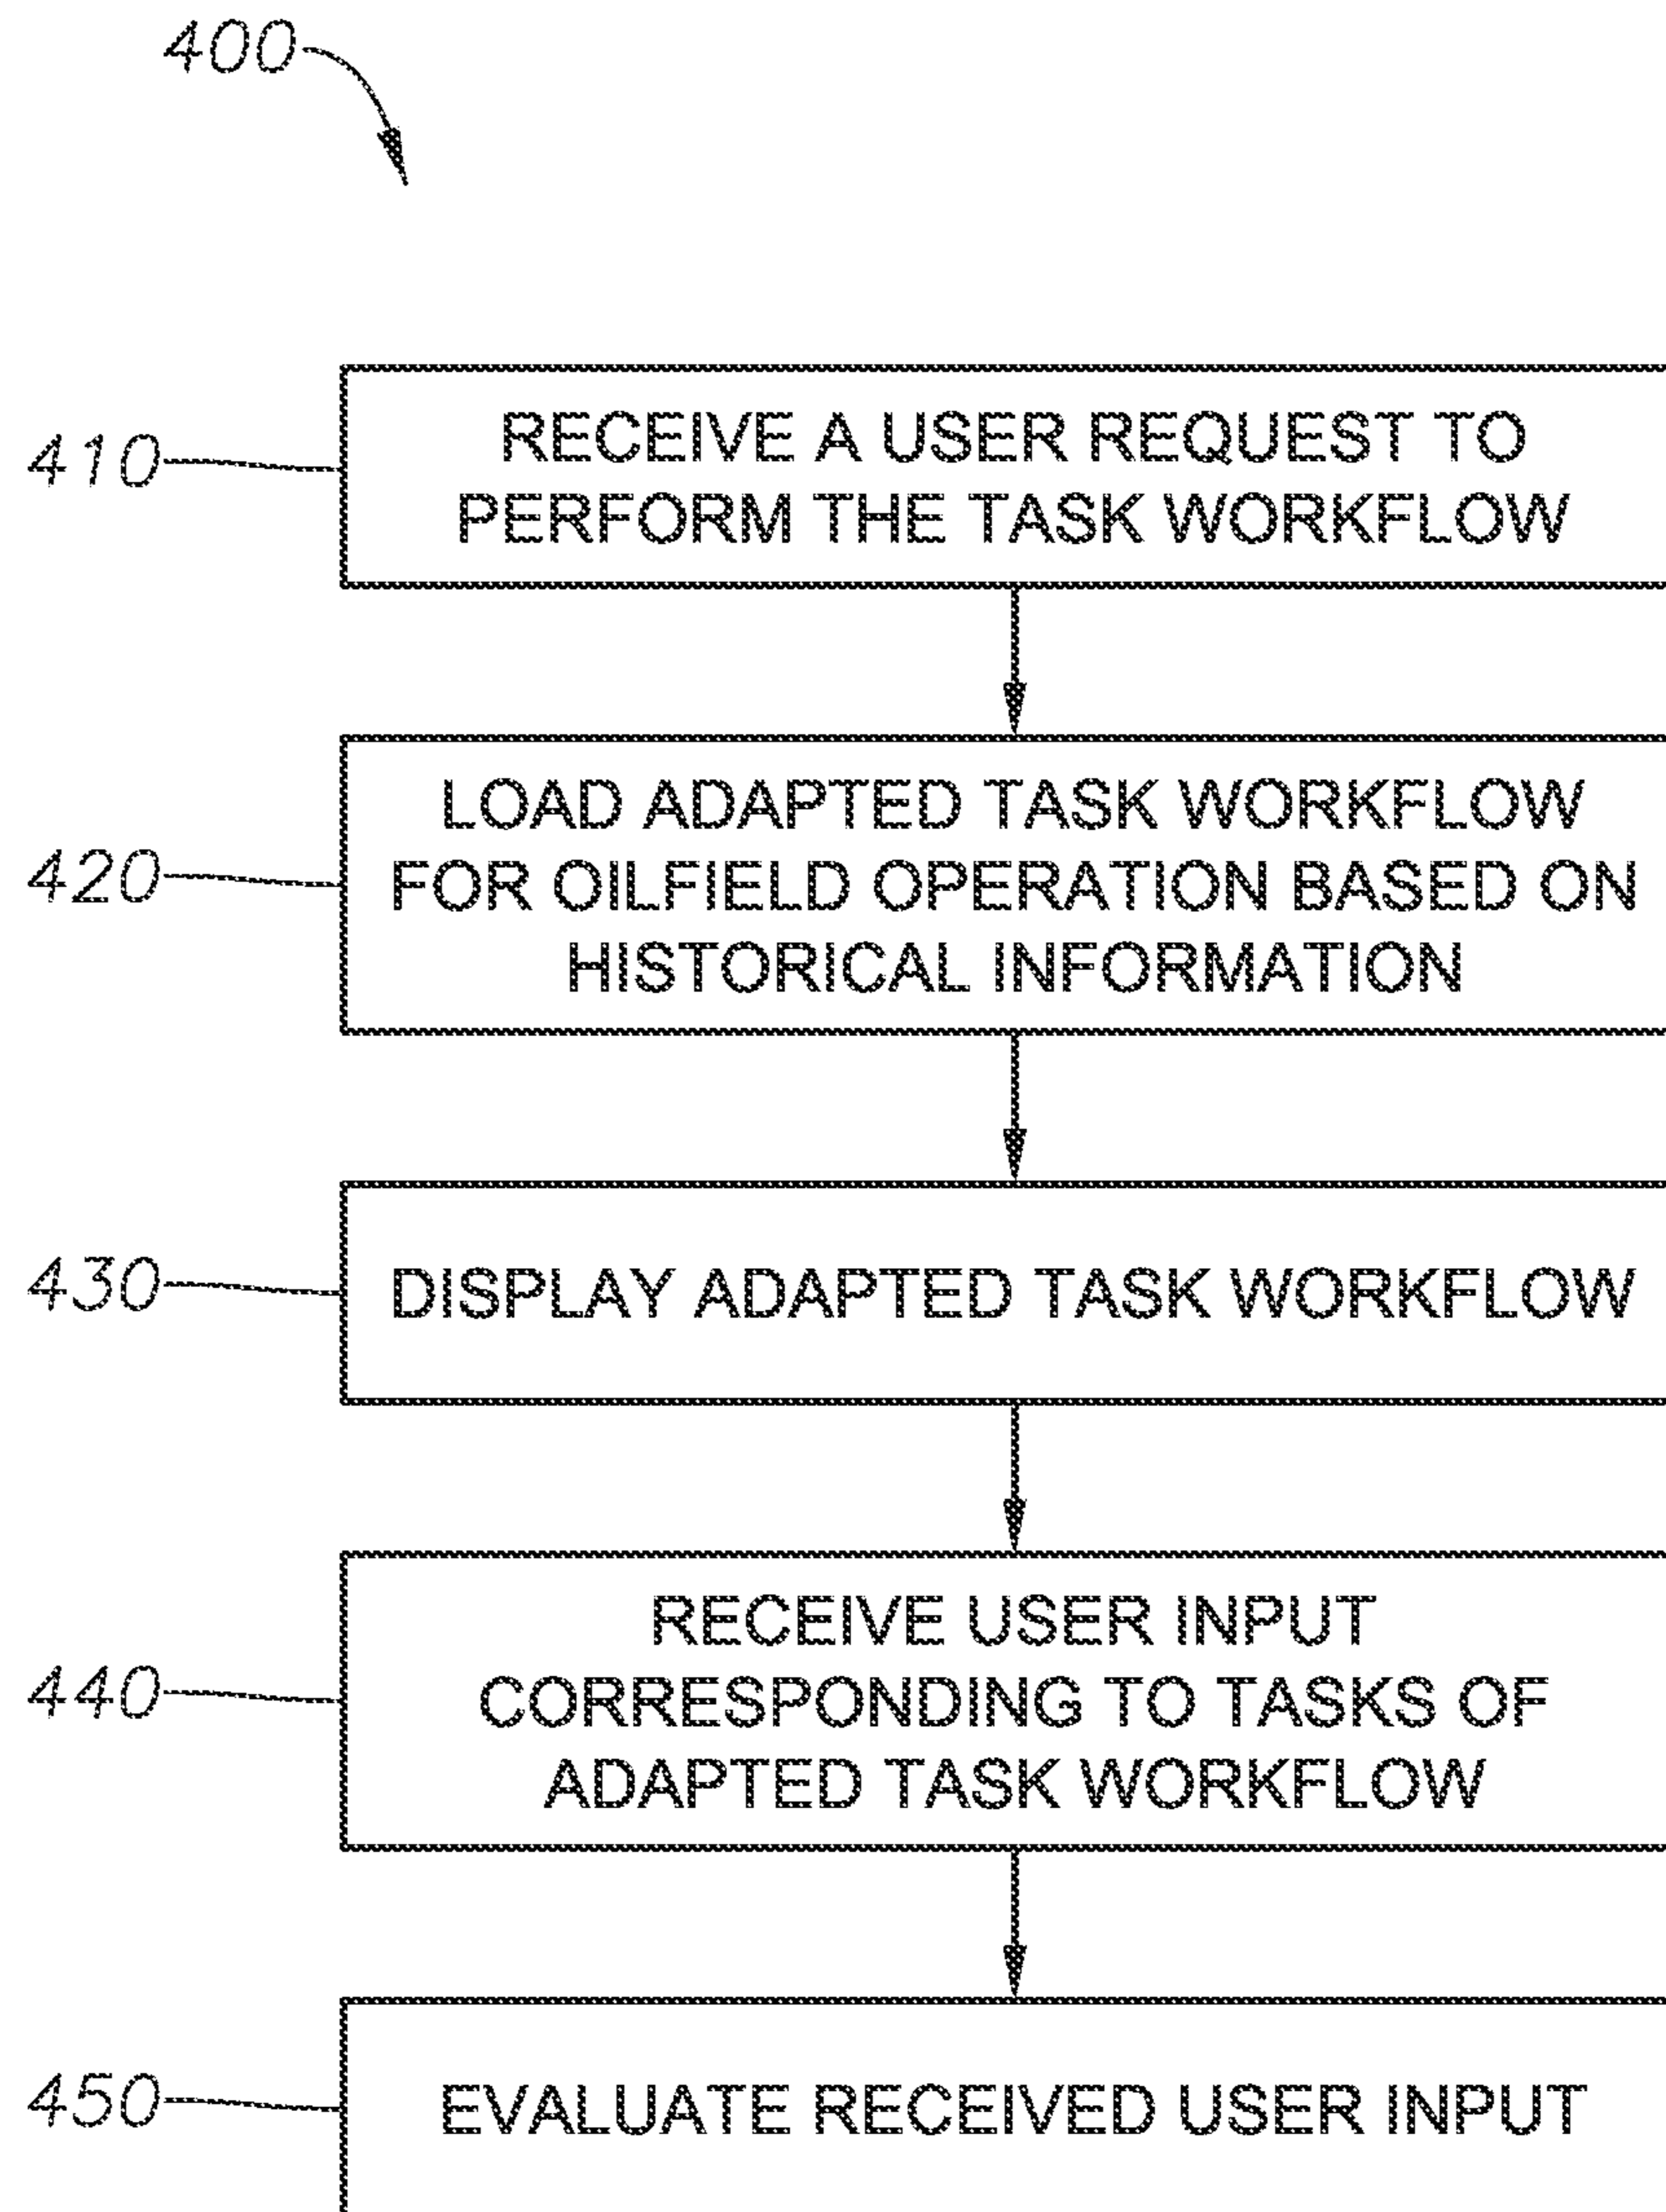 400
410
RECEIVE A USER REQUEST TO
PERFORM THE TASK WORKFLOW
420
LOAD ADAPTED TASK WORKFLOW
FOR OILFIELD OPERATION BASED ON
HISTORICAL INFORMATION
430
DISPLAY ADAPTED TASK WORKFLOW
440
RECEIVE USER INPUT
CORRESPONDING TO TASKS OF
ADAPTED TASK WORKFLOW
450
EVALUATE RECEIVED USER INPUT